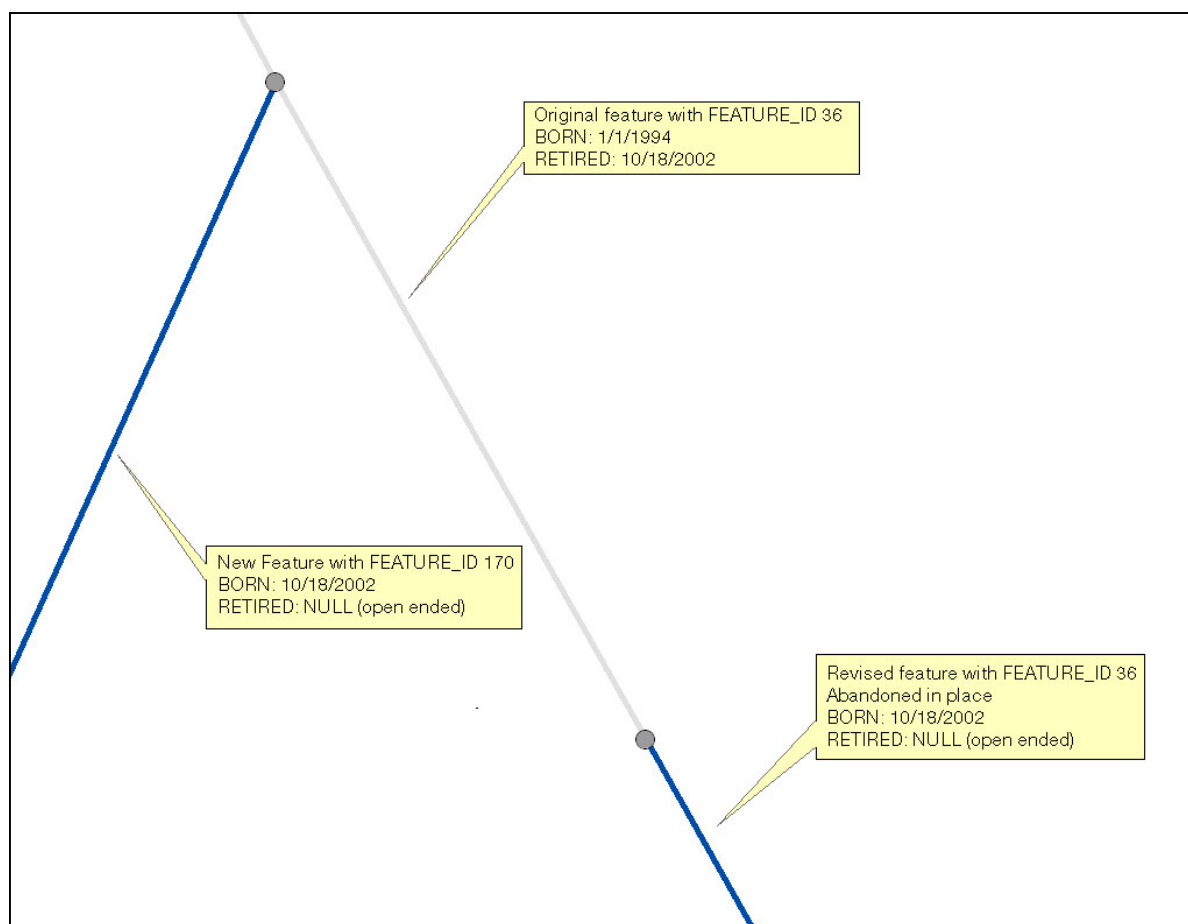 Original feature with FEATURE_ID 36
BORN: 1/1/1994
RETIRED: 10/18/2002
New Feature with FEATURE_ID 170
BORN: 10/18/2002
RETIRED: NULL (open ended)
Revised feature with FEATURE_ID 36
Abandoned in place
BORN: 10/18/2002
RETIRED: NULL (open ended)